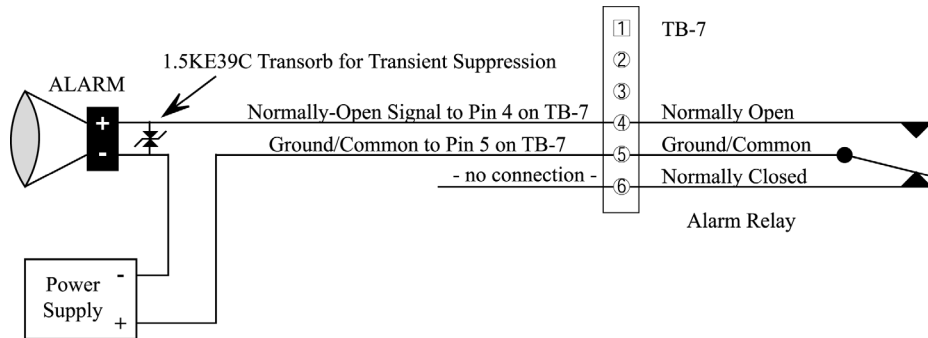 1 TB-7
1.5KE39C Transorb for Transient Suppression
2
ALARM
3
+ Normally-Open Signal to Pin 4 on TB-7 4 Normally Open
- Ground/Common to Pin 5 on TB-7 5 Ground/Common
- no connection - 6 Normally Closed
Alarm Relay
Power -
Supply +